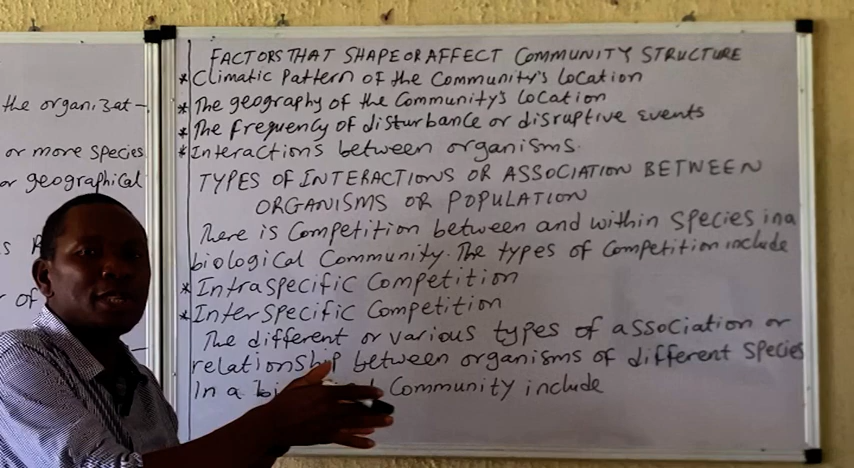 the organizat-
or more species
or geographical
of
FACTORS THAT SHAPE OR AFFECT COMMUNITY STRUCTURE
* Climatic Pattern of the Community's Location
* The geography of the Community's Location
* The frequency of disturbance or disruptive events
* Interactions between organisms.
TYPES OF INTERACTIONS OR ASSOCIATION BETWEEN
ORGANISMS OR POPULATION
There is Competition between and within species in a
biological Community. The types of Competition include
* Intraspecific Competition
* Interspecific Competition
The different or various types of association or
relationship between organisms of different species
In a Community include